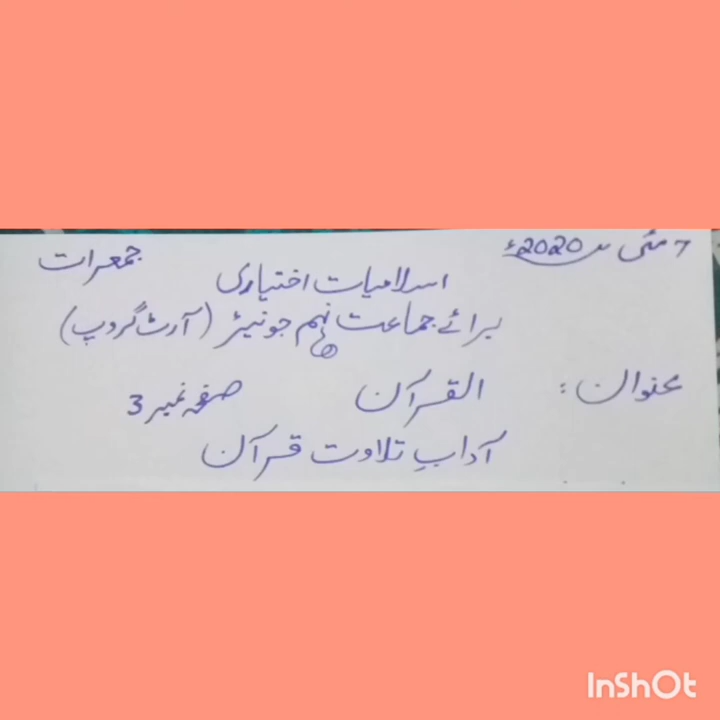 7 مئی 2020ء جمعرات
اسلامیات اختیاری
برائے جماعت نہم جونیئر (آرٹ گروپ)
عنوان: القرآن صفحہ نمبر 3
آدابِ تلاوت قرآن
InShOt